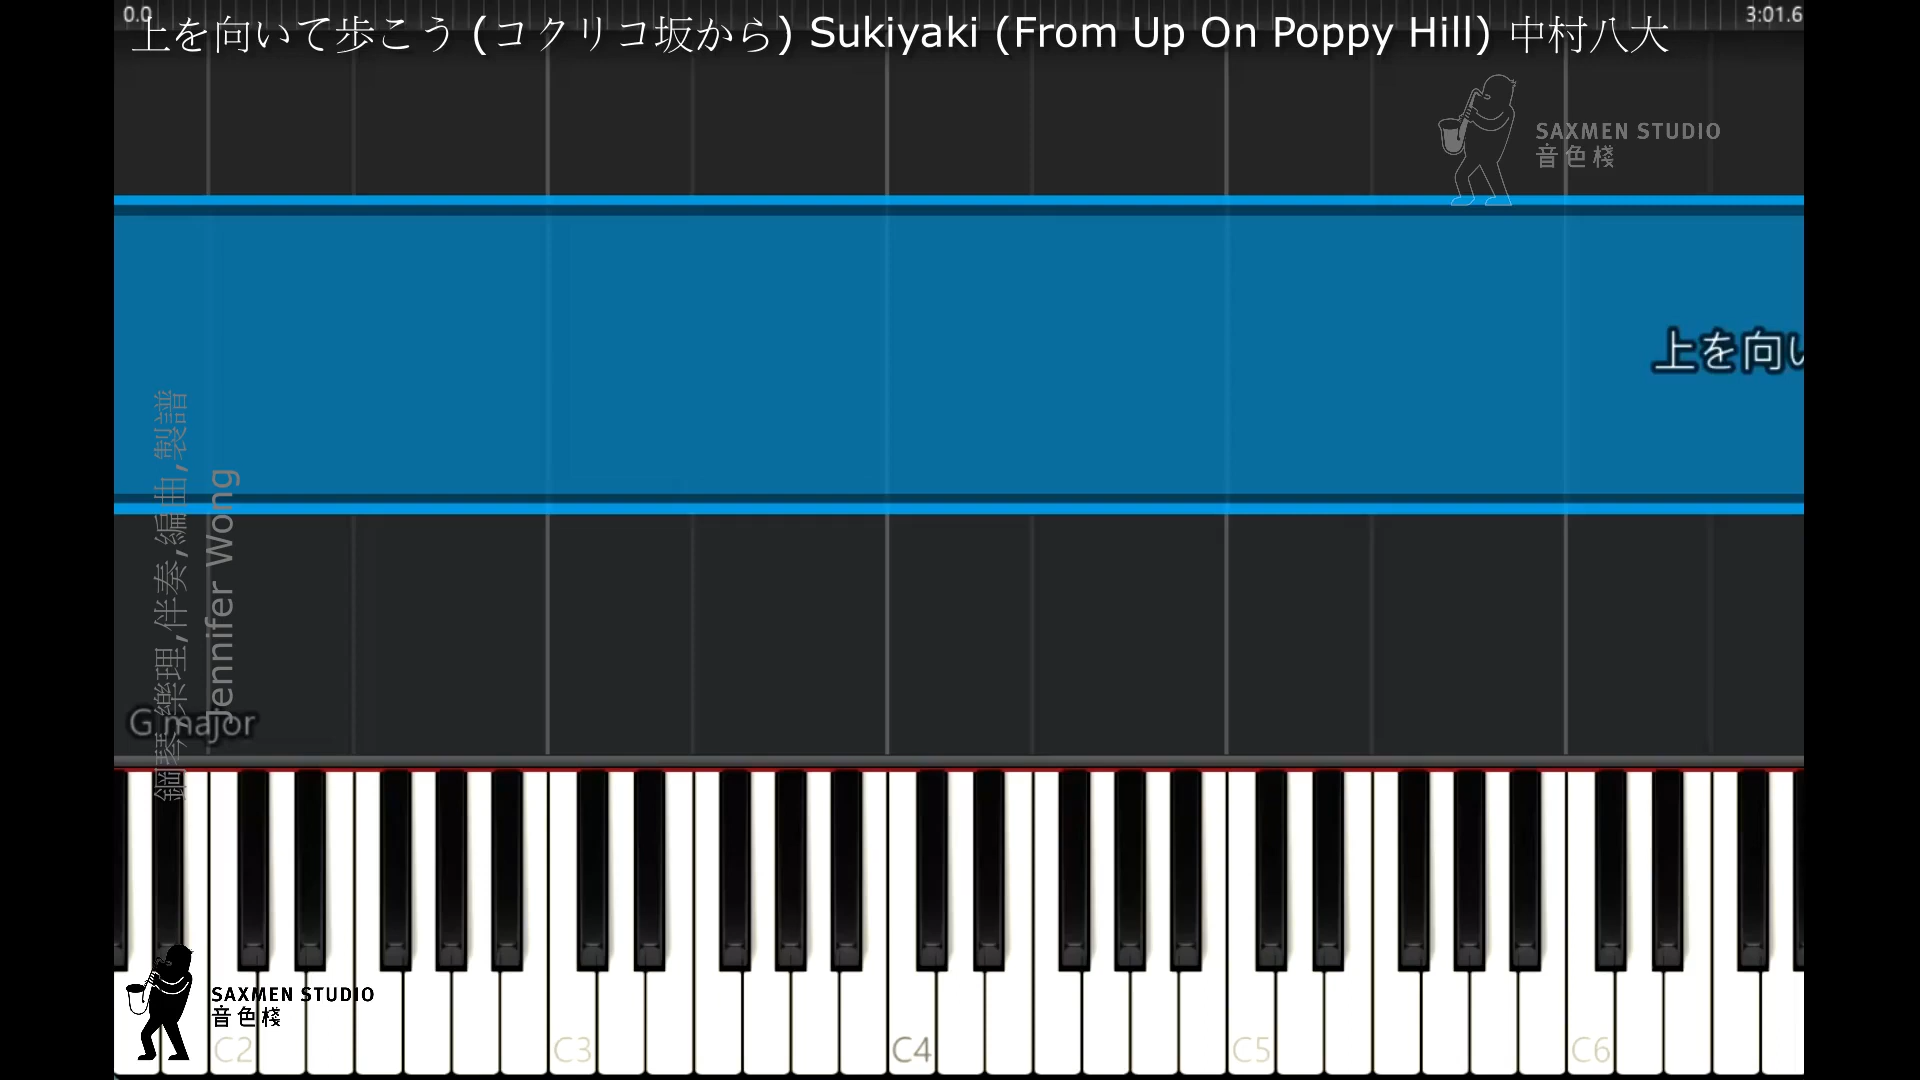 0.0
3:01.6
上を向いて歩こう (コクリコ坂から) Sukiyaki (From Up On Poppy Hill) 中村八大
SAXMEN STUDIO
音色棧
上を向い
鋼琴,樂理,伴奏,編曲,製譜
Jennifer Wong
G major
SAXMEN STUDIO
音色棧
C2
C3
C4
C5
C6